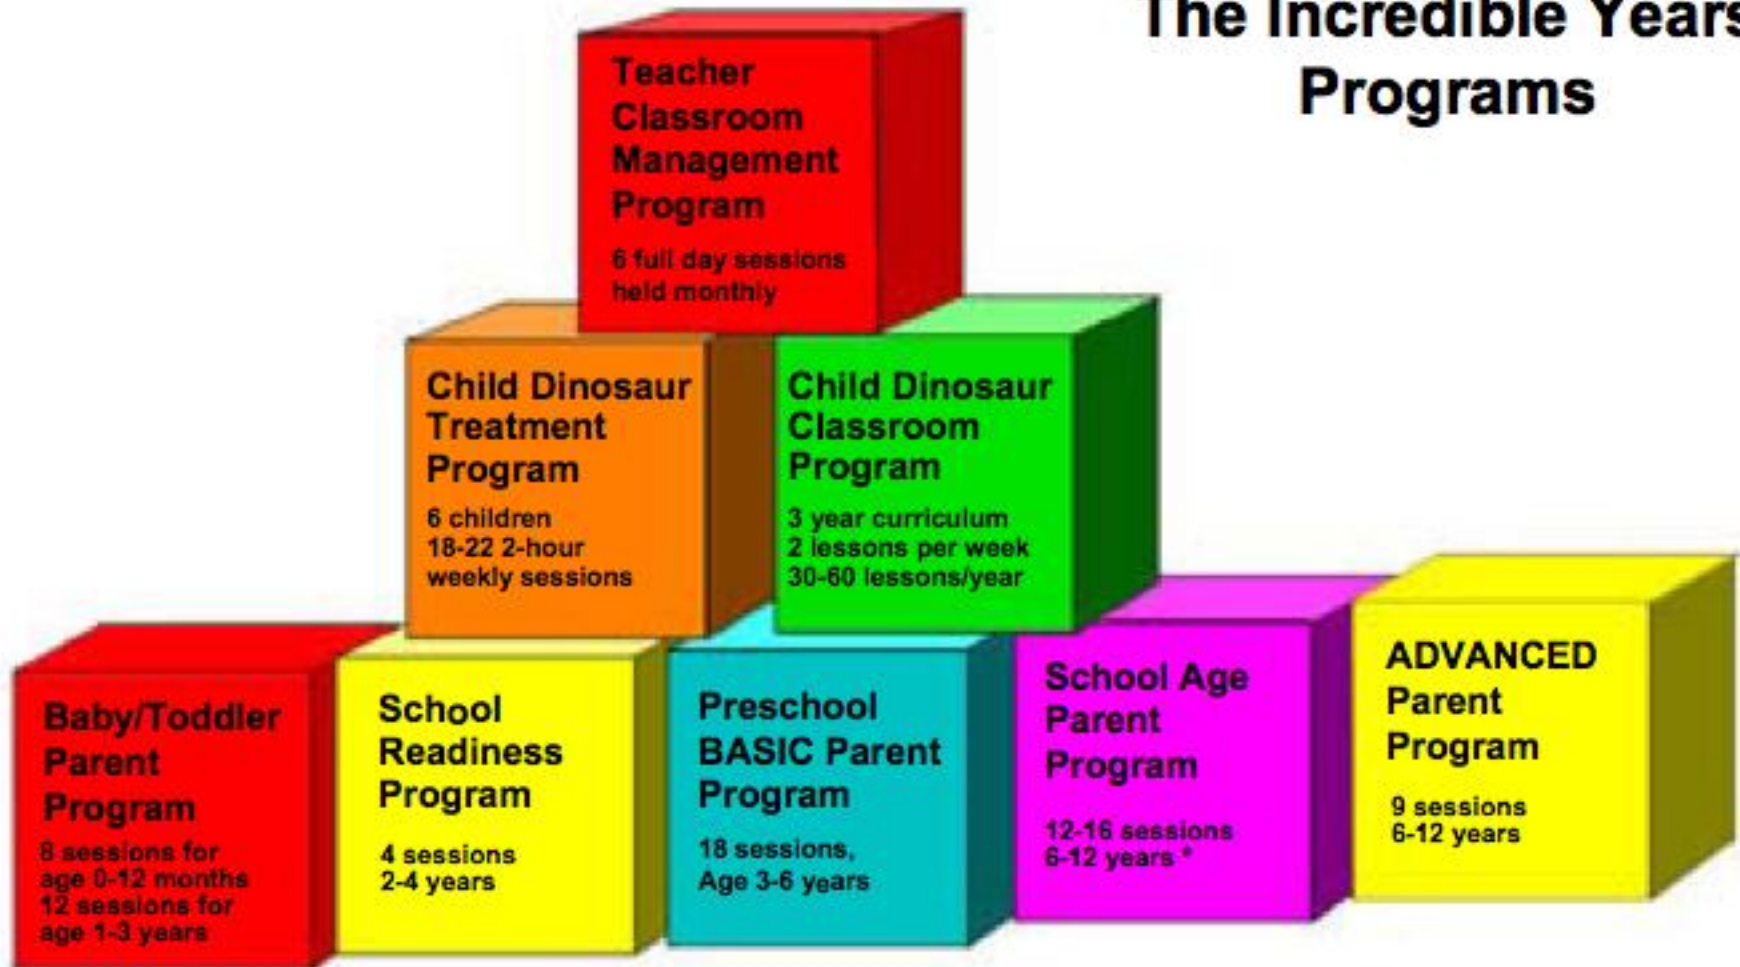 The Incredible Years
Programs
Teacher
Classroom
Management
Program
6 full day sessions
held monthly
Child Dinosaur
Treatment
Program
6 children
18-22 2-hour
weekly sessions
Child Dinosaur
Classroom
Program
3 year curriculum
2 lessons per week
30-60 lessons/year
Baby/Toddler
Parent
Program
8 sessions for
age 0-12 months
12 sessions for
age 1-3 years
School
Readiness
Program
4 sessions
2-4 years
Preschool
BASIC Parent
Program
18 sessions,
Age 3-6 years
School Age
Parent
Program
12-16 sessions
6-12 years *
ADVANCED
Parent
Program
9 sessions
6-12 years